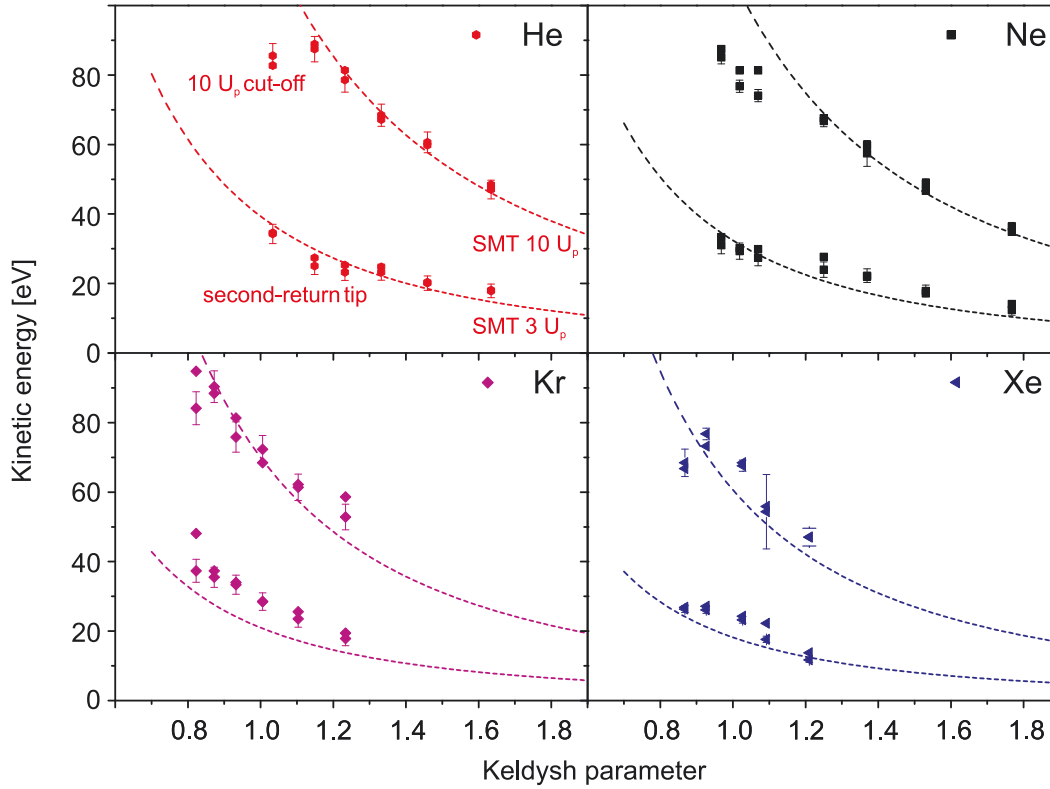 He
Ne
80
60
40
20
0
10 Up cut-off
SMT 10 Up
second-return tip
SMT 3 Up
Kr
Xe
80
60
40
20
0
0.8 1.0 1.2 1.4 1.6 1.8
0.8 1.0 1.2 1.4 1.6 1.8
Kinetic energy [eV]
Keldysh parameter